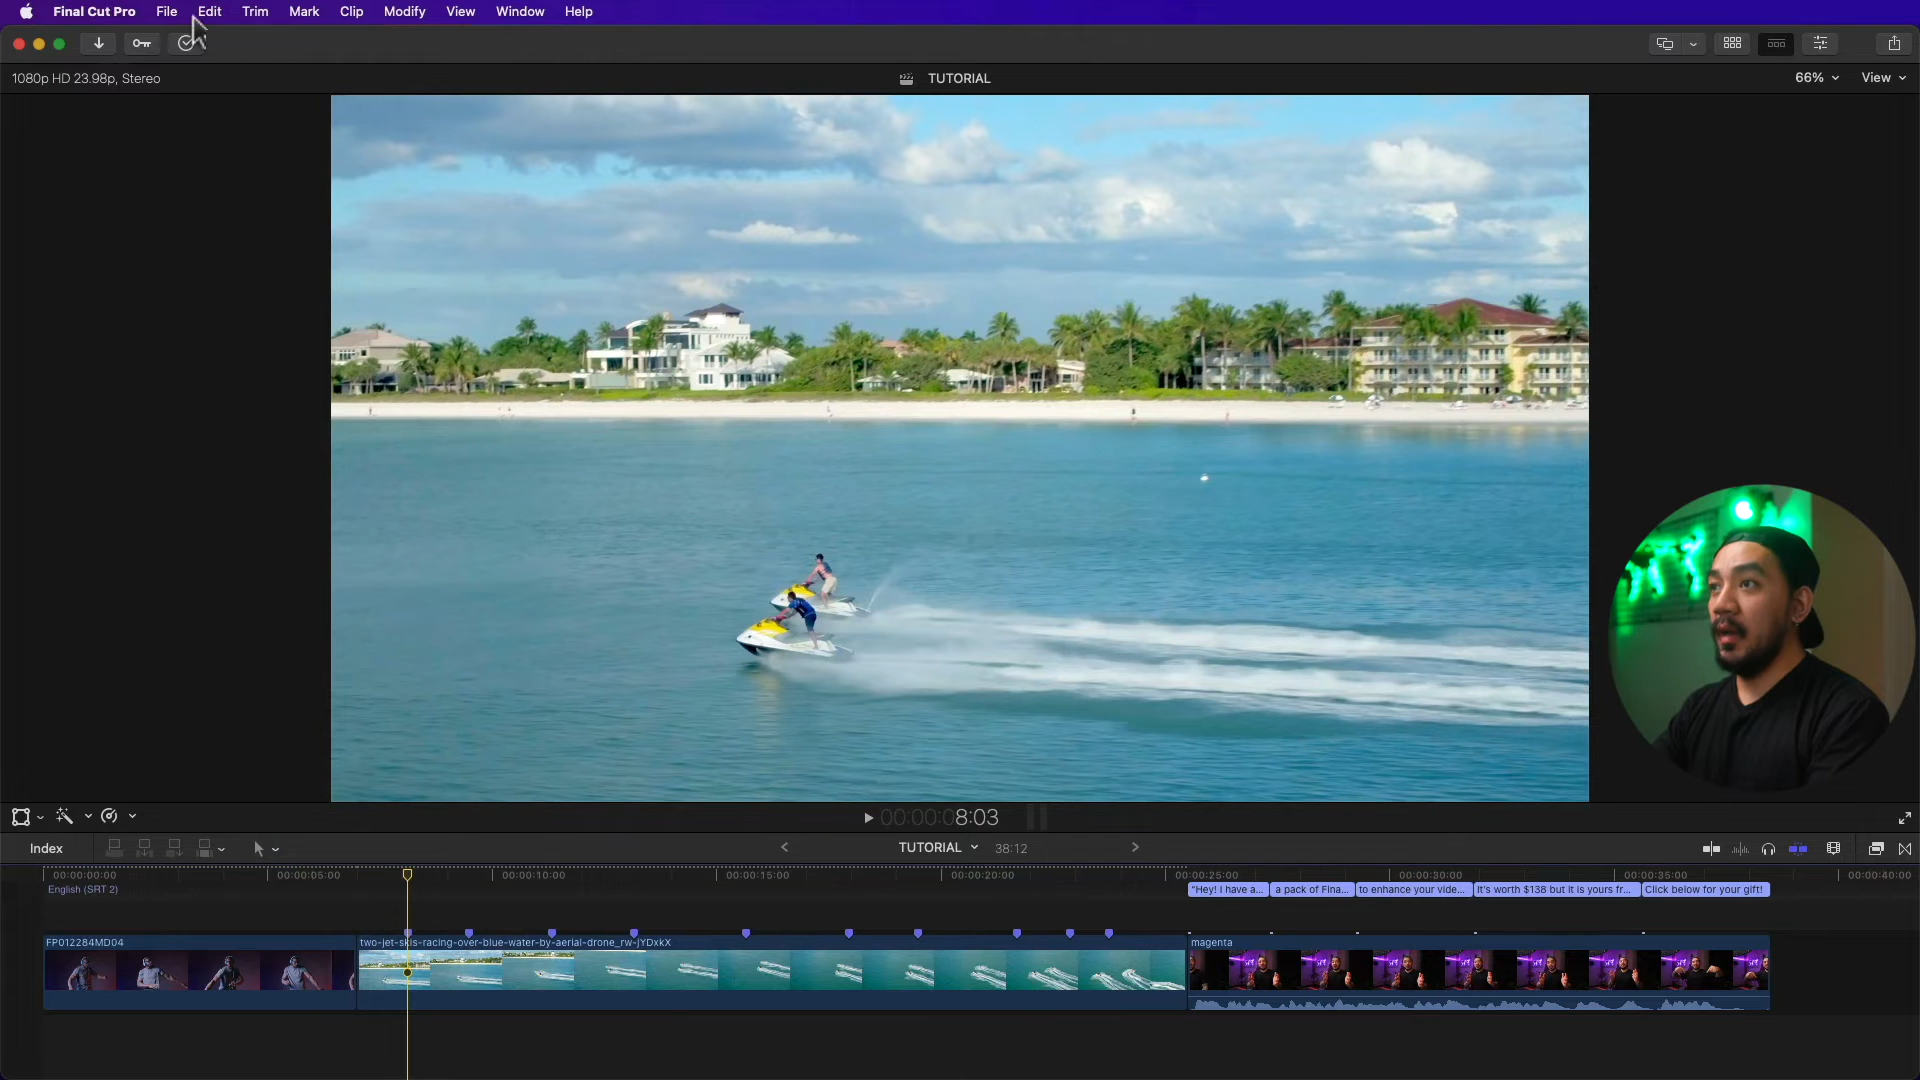 Final Cut Pro File Edit Trim Mark Clip Modify View Window Help
1080p HD 23.98p, Stereo
TUTORIAL
66%
View
00:00:08:03
Index
TUTORIAL
38:12
00:00:00:00
00:00:05:00
00:00:10:00
00:00:15:00
00:00:20:00
00:00:25:00
00:00:30:00
00:00:35:00
00:00:40:00
English (SRT 2)
"Hey! I have a...
a pack of Fina...
to enhance your vide...
It's worth $138 but it is yours fr...
Click below for your gift!
FP012284MD04
two-jet-skis-racing-over-blue-water-by-aerial-drone_rw-jYDxkX
magenta